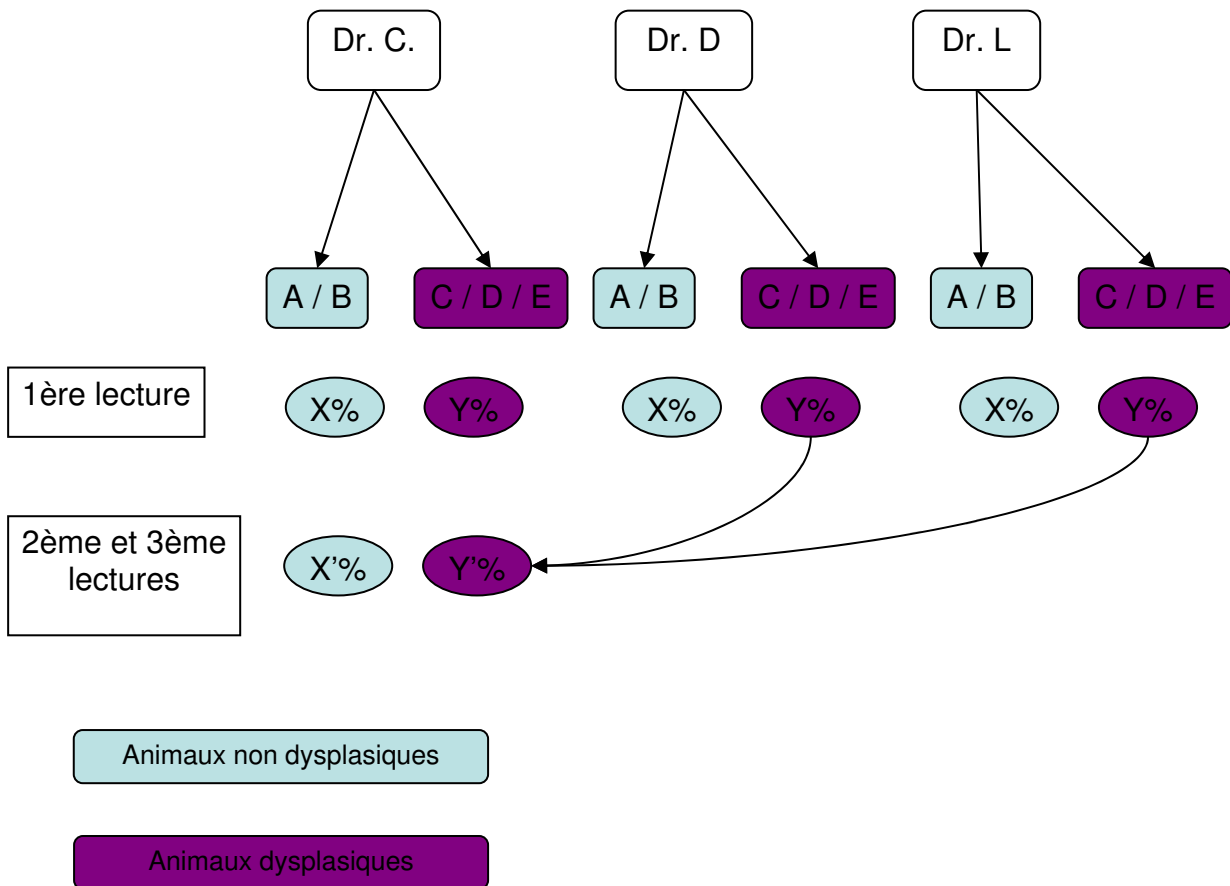 Dr. C.
Dr. D
Dr. L
A / B
C / D / E
A / B
C / D / E
A / B
C / D / E
1ère lecture
X%
Y%
X%
Y%
X%
Y%
2ème et 3ème
lectures
X'%
Y'%
Animaux non dysplasiques
Animaux dysplasiques